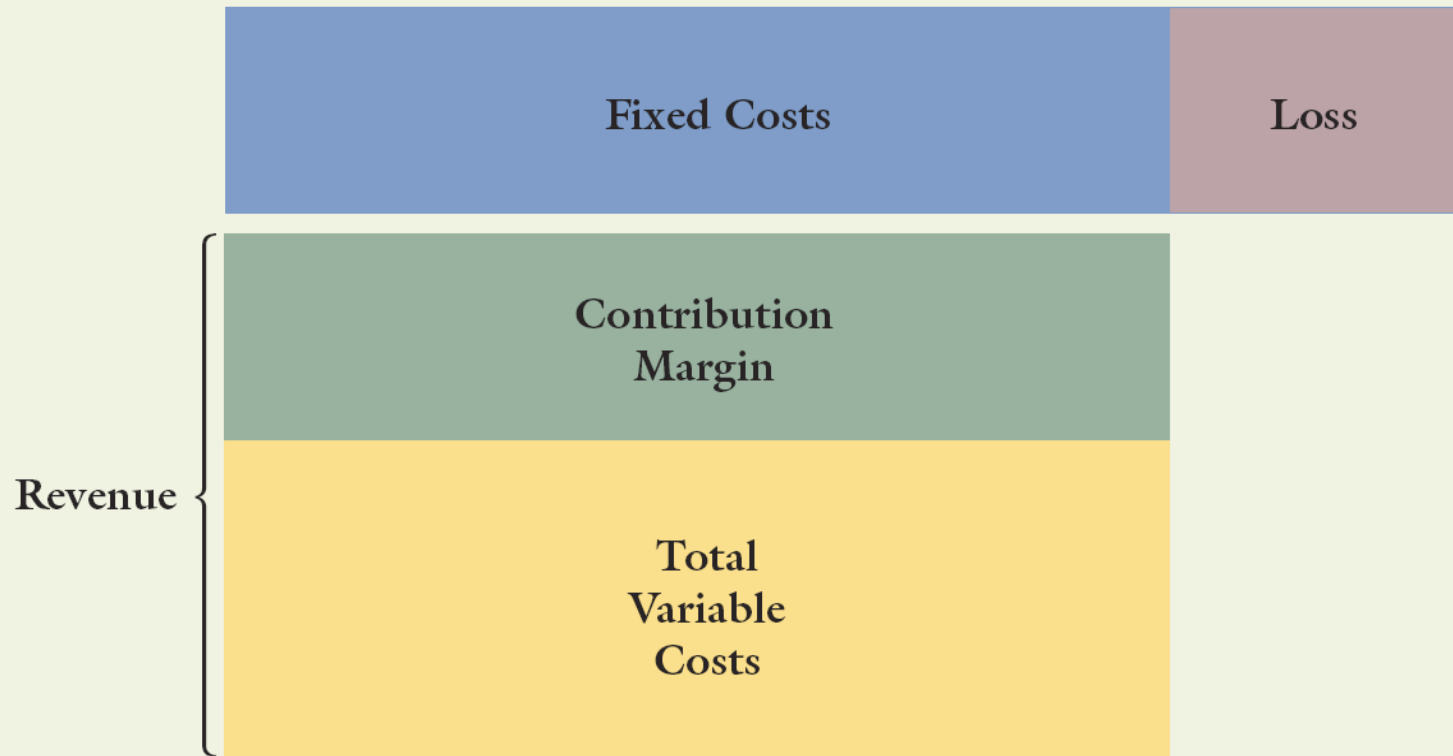 Fixed Costs
Loss
Contribution
Margin
Revenue
Total
Variable
Costs